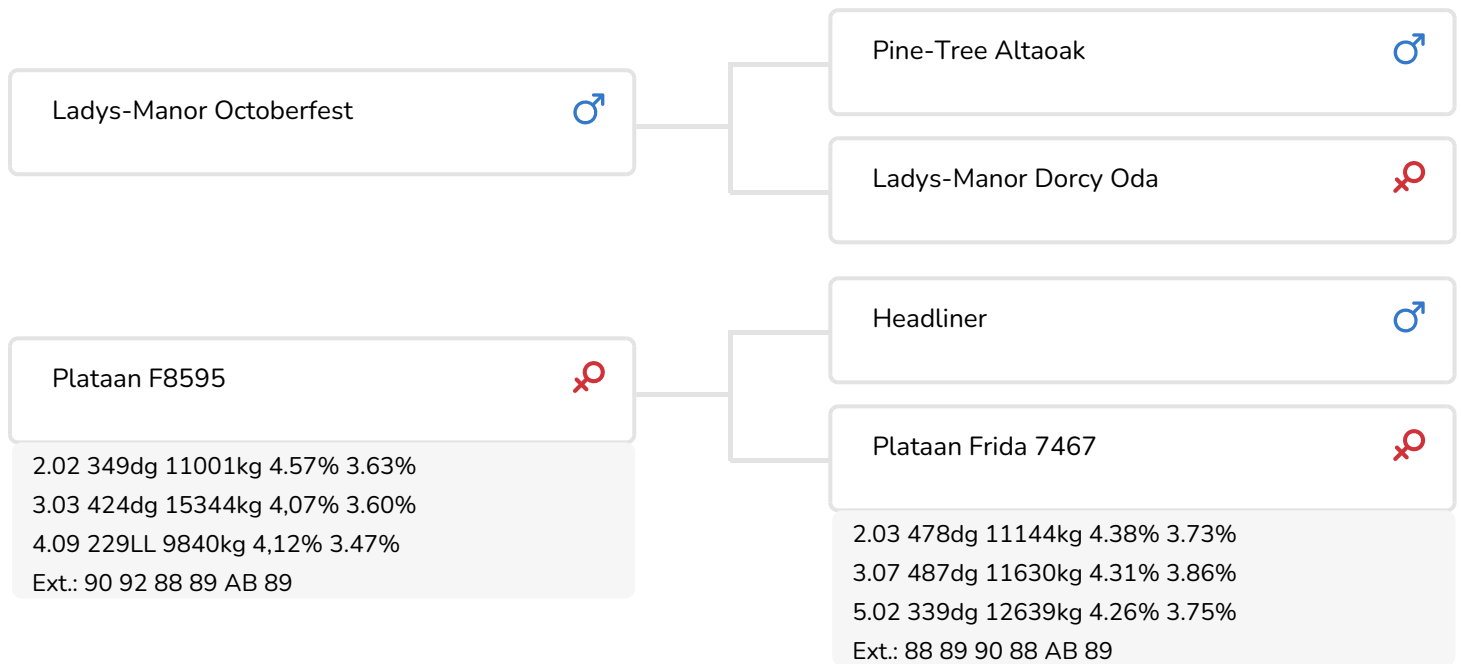 Ladys-Manor Octoberfest
Pine-Tree Altaoak
Ladys-Manor Dorcy Oda
Plataan F8595
2.02 349dg 11001kg 4.57% 3.63%
3.03 424dg 15344kg 4,07% 3.60%
4.09 229LL 9840kg 4,12% 3.47%
Ext.: 90 92 88 89 AB 89
Headliner
Plataan Frida 7467
2.03 478dg 11144kg 4.38% 3.73%
3.07 487dg 11630kg 4.31% 3.86%
5.02 339dg 12639kg 4.26% 3.75%
Ext.: 88 89 90 88 AB 89